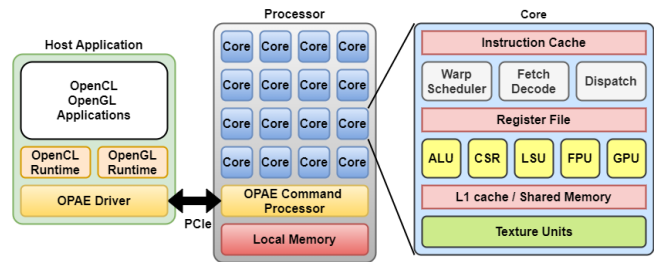 Host Application
OpenCL
OpenGL
Applications
OpenCL
Runtime
OpenGL
Runtime
OPAE Driver
PCIe
Processor
Core Core Core Core
Core Core Core Core
Core Core Core Core
Core Core Core Core
OPAE Command
Processor
Local Memory
Core
Instruction Cache
Warp
Scheduler
Fetch
Decode
Dispatch
Register File
ALU CSR LSU FPU GPU
L1 cache / Shared Memory
Texture Units